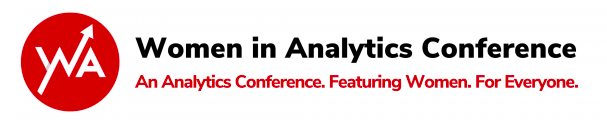 WA
Women in Analytics Conference
An Analytics Conference. Featuring Women. For Everyone.